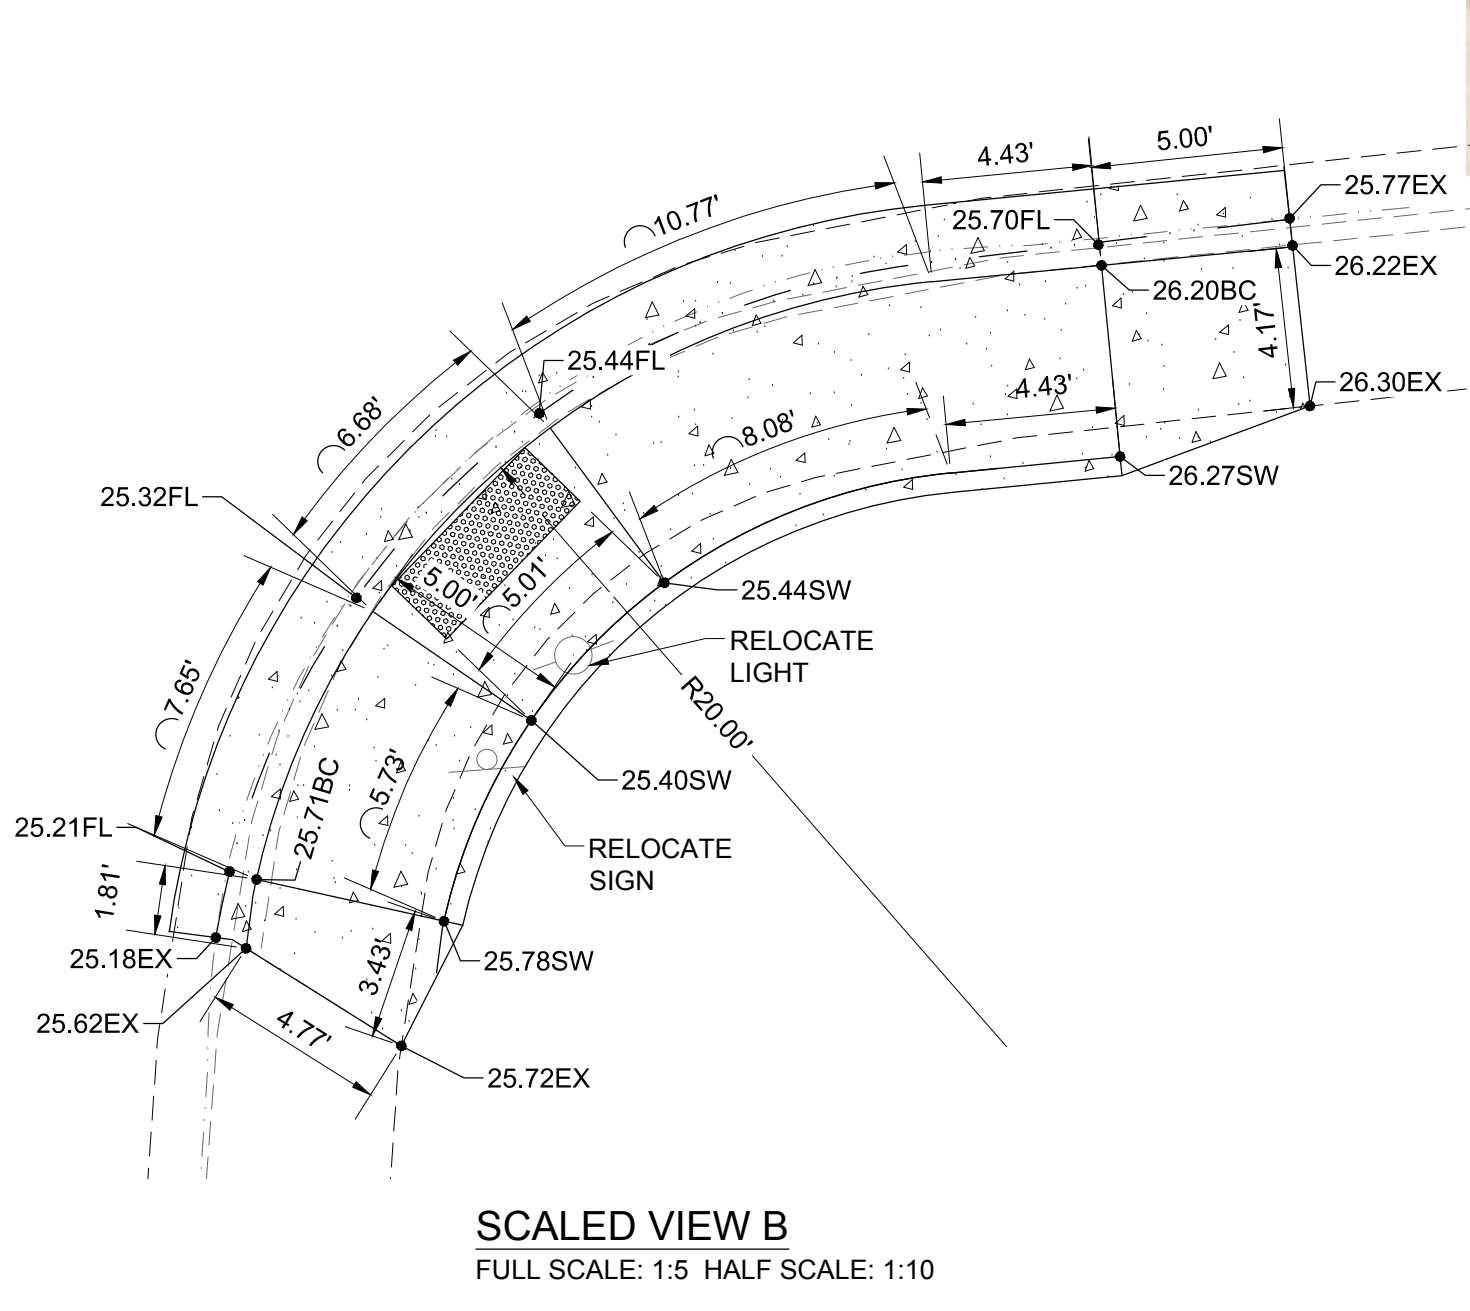 5.00'
4.43'
25.77EX
10.77'
25.70FL
26.22EX
26.20BC
4.17'
25.44FL
26.30EX
4.43'
6.68'
8.08'
26.27SW
25.32FL
5.00'
5.01'
25.44SW
RELOCATE
LIGHT
7.65'
R20.00'
5.73'
25.40SW
25.71BC
25.21FL
RELOCATE
SIGN
1.81'
25.18EX
3.43'
25.78SW
25.62EX
4.77'
25.72EX
SCALED VIEW B
FULL SCALE: 1:5 HALF SCALE: 1:10